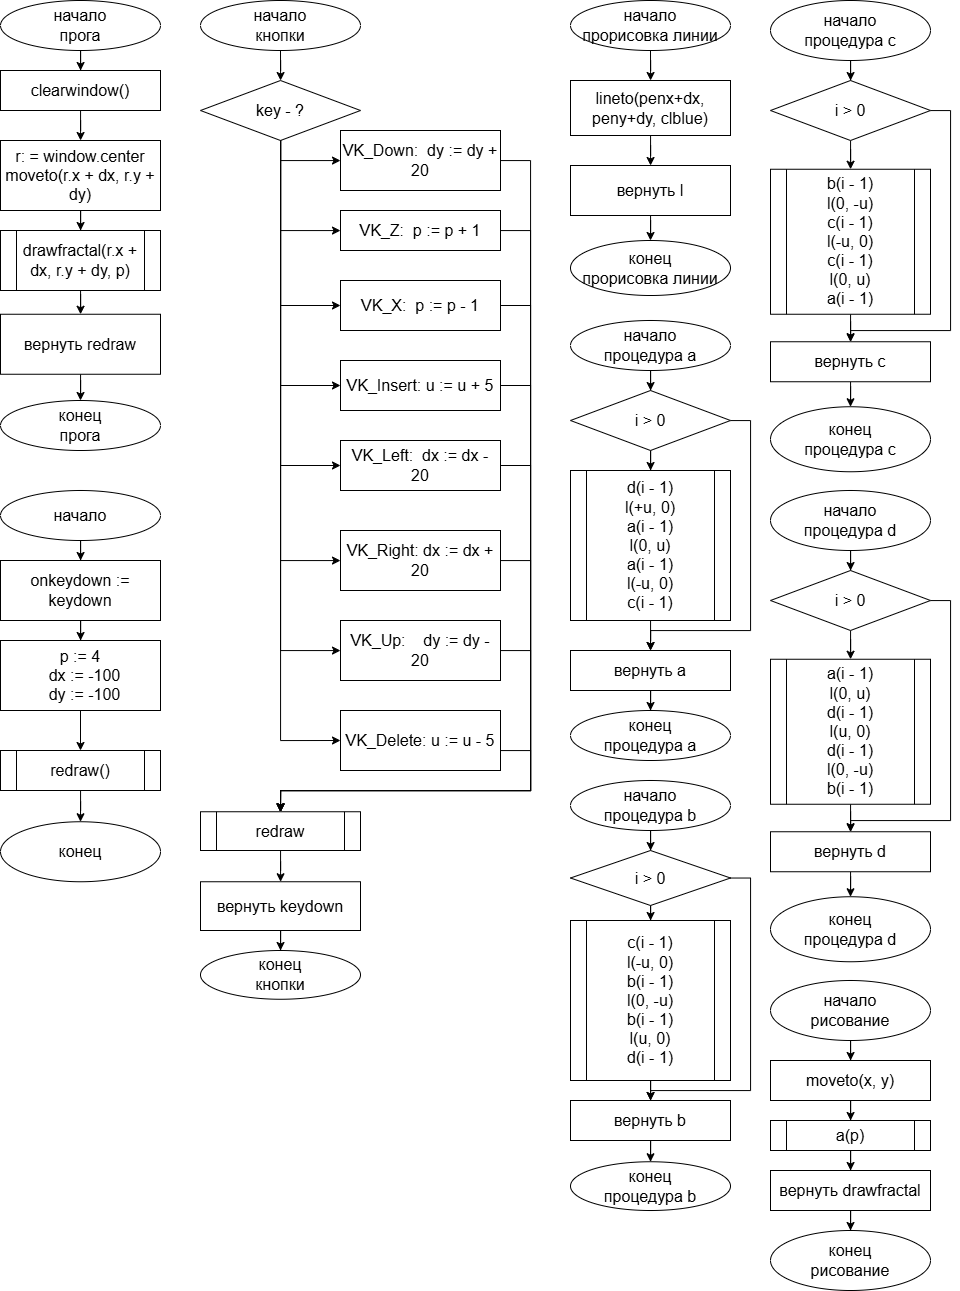 начало
прога
clearwindow()
r: = window.center
moveto(r.x + dx, r.y +
dy)
drawfractal(r.x +
dx, r.y + dy, p)
вернуть redraw
конец
прога
начало
onkeydown :=
keydown
p := 4
dx := -100
dy := -100
redraw()
конец
начало
кнопки
key - ?
VK_Down:  dy := dy +
20
VK_Z:  p := p + 1
VK_X:  p := p - 1
VK_Insert: u := u + 5
VK_Left:  dx := dx -
20
VK_Right: dx := dx +
20
VK_Up:    dy := dy -
20
VK_Delete: u := u - 5
redraw
вернуть keydown
конец
кнопки
начало
прорисовка линии
lineto(penx+dx,
peny+dy, clblue)
вернуть l
конец
прорисовка линии
начало
процедура a
i > 0
d(i - 1)
l(+u, 0)
a(i - 1)
l(0, u)
a(i - 1)
l(-u, 0)
c(i - 1)
вернуть a
конец
процедура a
начало
процедура b
i > 0
c(i - 1)
l(-u, 0)
b(i - 1)
l(0, -u)
b(i - 1)
l(u, 0)
d(i - 1)
вернуть b
конец
процедура b
начало
процедура c
i > 0
b(i - 1)
l(0, -u)
c(i - 1)
l(-u, 0)
c(i - 1)
l(0, u)
a(i - 1)
вернуть c
конец
процедура c
начало
процедура d
i > 0
a(i - 1)
l(0, u)
d(i - 1)
l(u, 0)
d(i - 1)
l(0, -u)
b(i - 1)
вернуть d
конец
процедура d
начало
рисование
moveto(x, y)
a(p)
вернуть drawfractal
конец
рисование